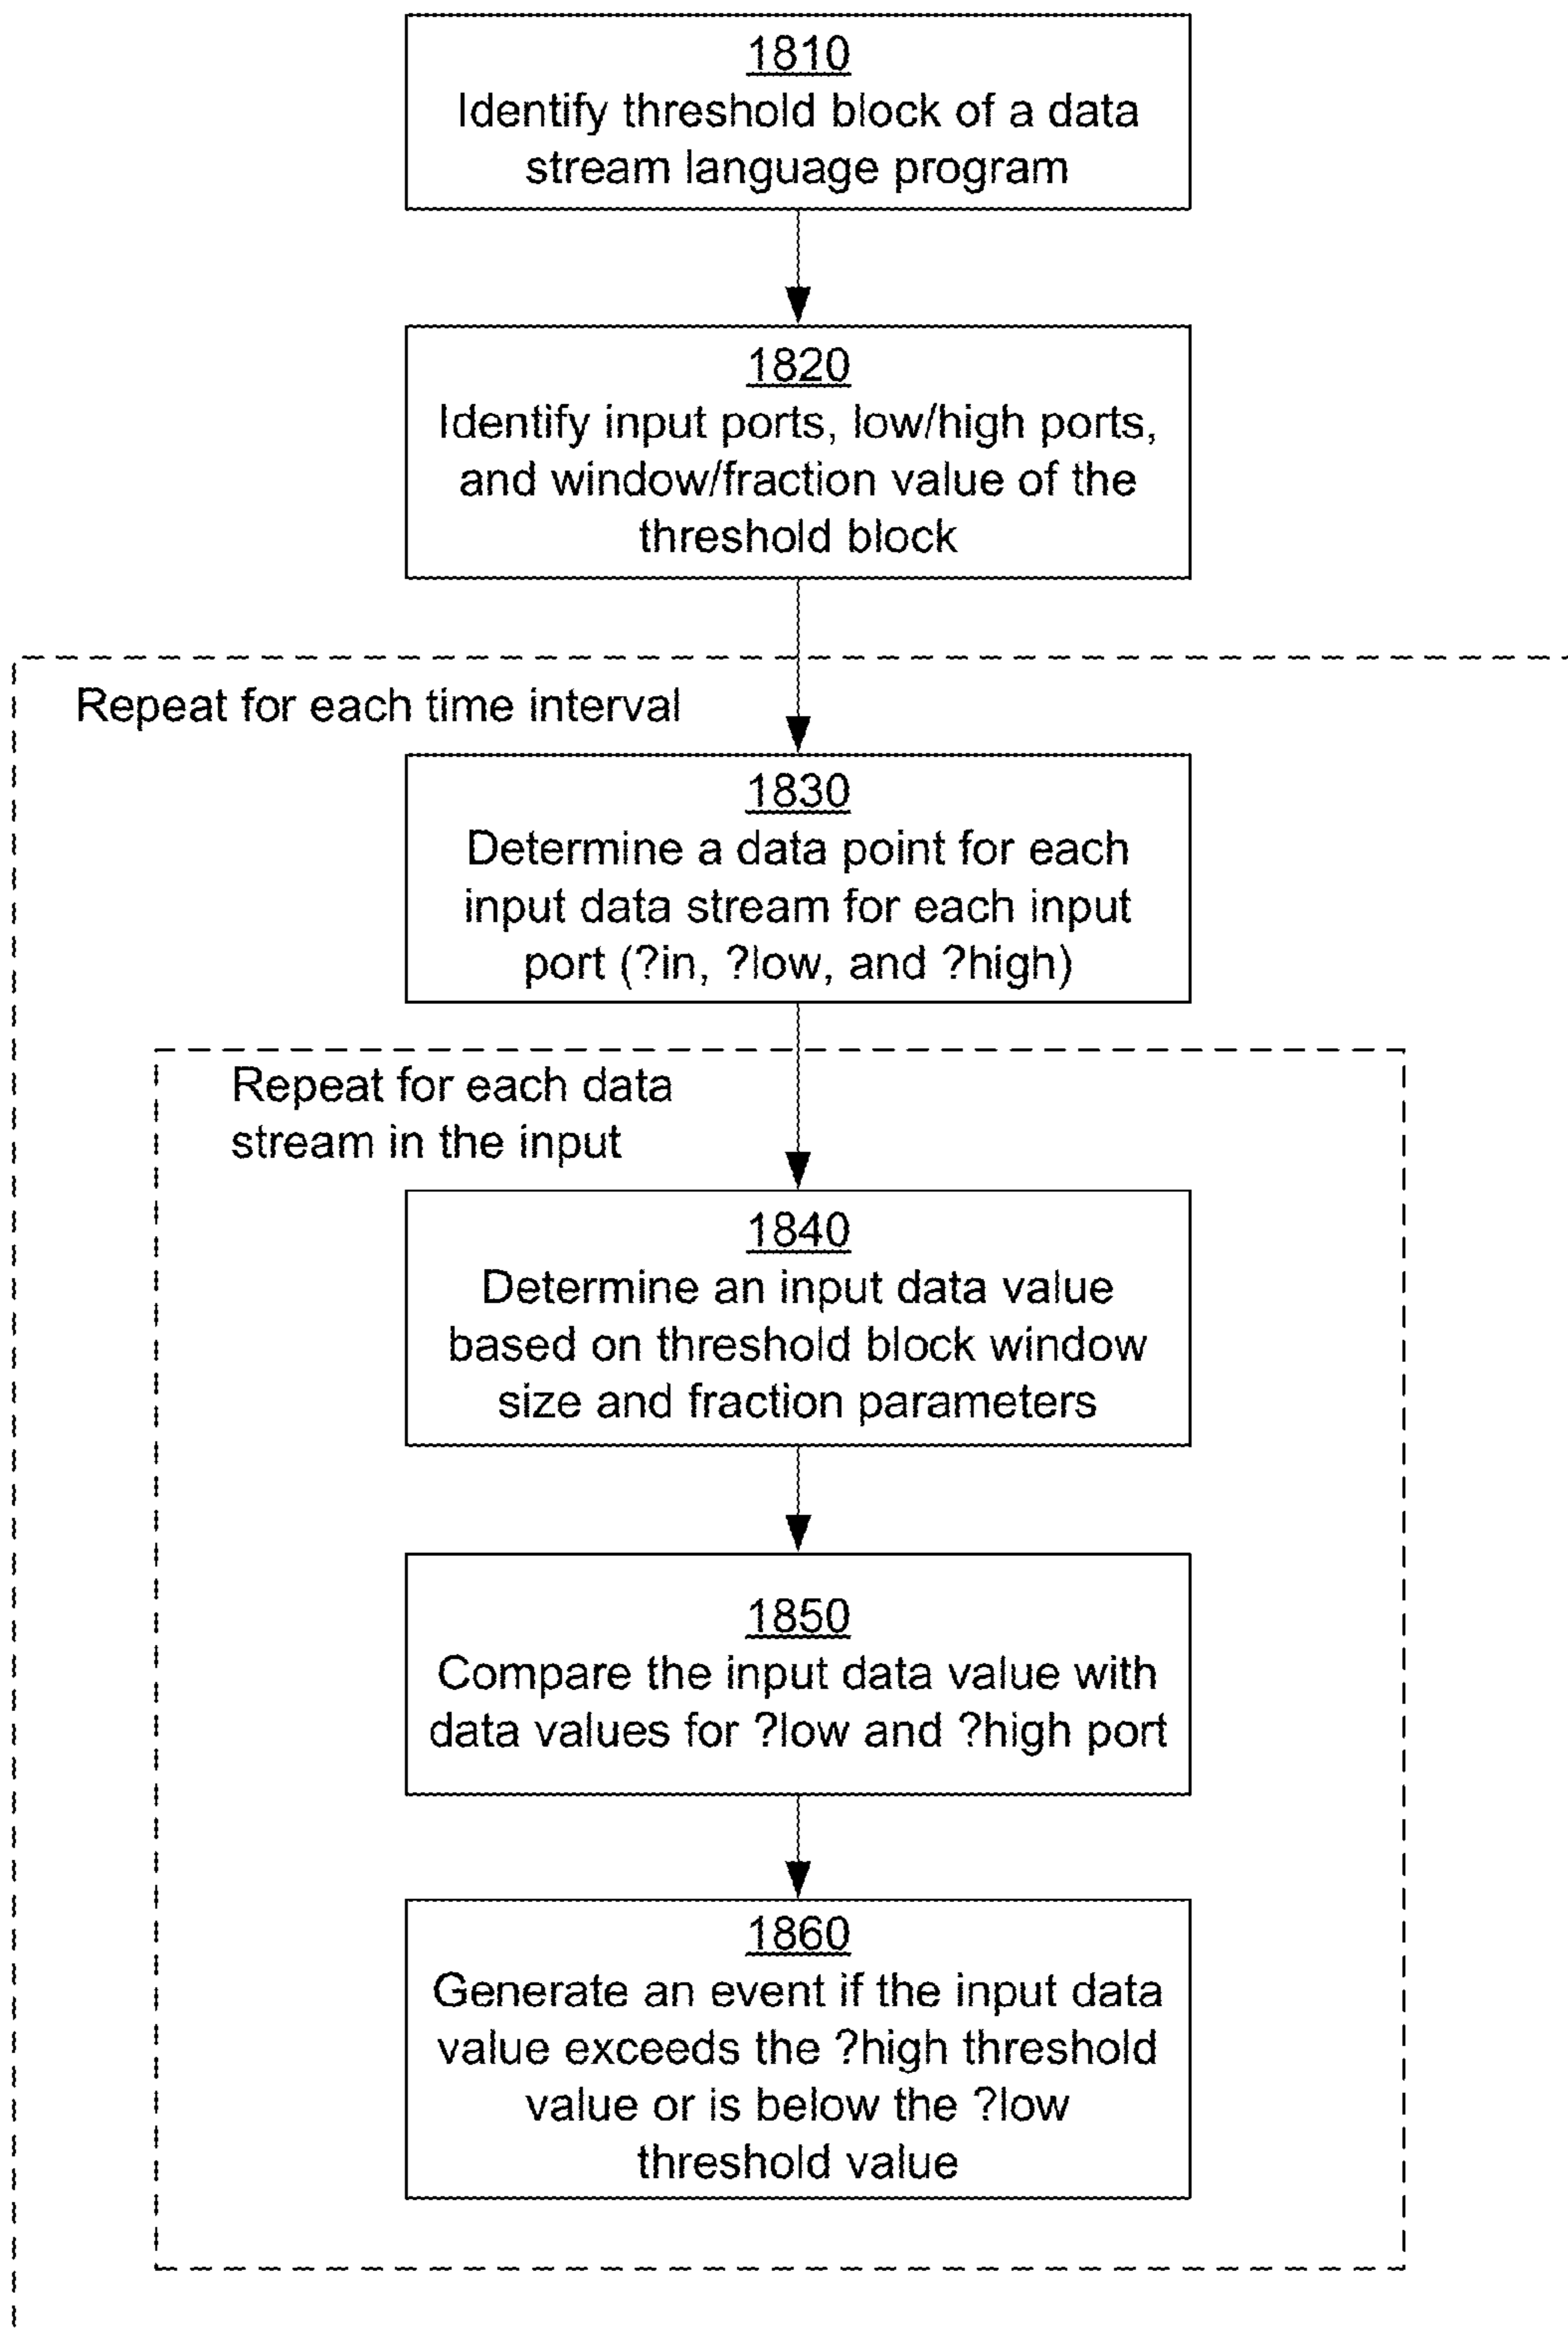 1810
Identify threshold block of a data
stream language program
1820
Identify input ports, low/high ports,
and window/fraction value of the
threshold block
Repeat for each time interval
1830
Determine a data point for each
input data stream for each input
port (?in, ?low, and ?high)
Repeat for each data
stream in the input
1840
Determine an input data value
based on threshold block window
size and fraction parameters
1850
Compare the input data value with
data values for ?low and ?high port
1860
Generate an event if the input data
value exceeds the ?high threshold
value or is below the ?low
threshold value